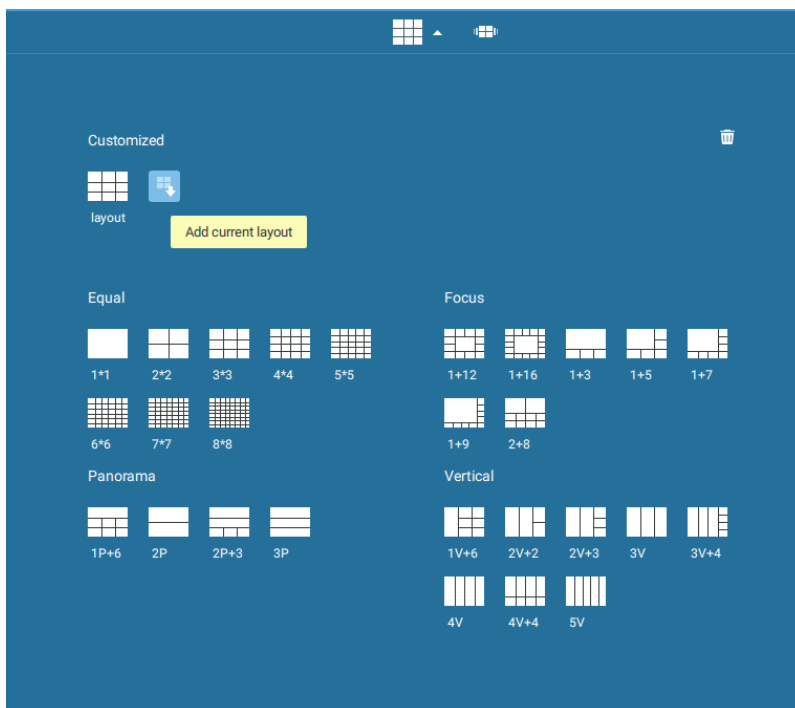 Customized
layout
Add current layout
Equal
1*1 2*2 3*3 4*4 5*5
6*6 7*7 8*8
Focus
1+12 1+16 1+3 1+5 1+7
1+9 2+8
Panorama
1P+6 2P 2P+3 3P
Vertical
1V+6 2V+2 2V+3 3V 3V+4
4V 4V+4 5V